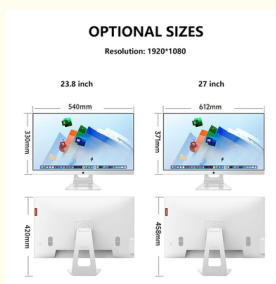 OPTIONAL SIZES
Resolution: 1920*1080
23.8 inch
27 inch
540mm
612mm
330mm
371mm
420mm
458mm